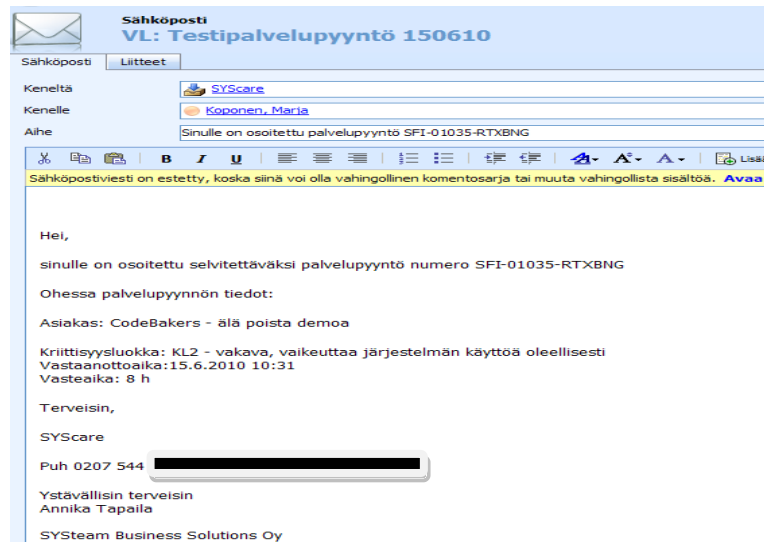 Sähköposti
VL: Testipalvelupyyntö 150610
Sähköposti Liitteet
Keneltä SYScare
Kenelle Koponen, Marja
Aihe Sinulle on osoitettu palvelupyyntö SFI-01035-RTXBNG
B I U A A A Lisää
Sähköpostiviesti on estetty, koska siinä voi olla vahingollinen komentosarja tai muuta vahingollista sisältöä. Avaa
Hei,
sinulle on osoitettu selvitettäväksi palvelupyyntö numero SFI-01035-RTXBNG
Ohessa palvelupyynnön tiedot:
Asiakas: CodeBakers - älä poista demoa
Kriittisyysluokka: KL2 - vakava, vaikeuttaa järjestelmän käyttöä oleellisesti
Vastaanottoaika:15.6.2010 10:31
Vasteaika: 8 h
Terveisin,
SYScare
Puh 0207 544
Ystävällisin terveisin
Annika Tapaila
SYSteam Business Solutions Oy